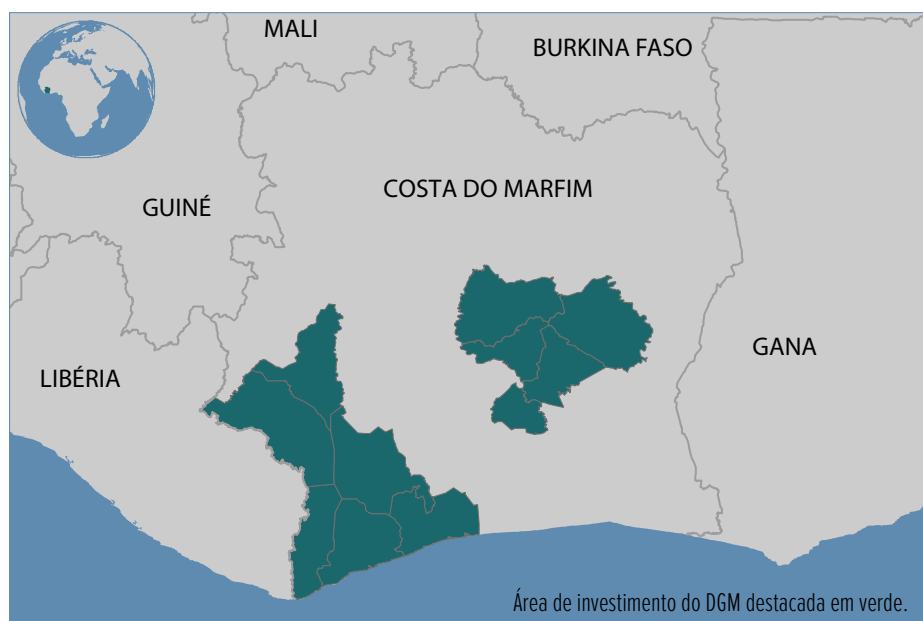 MALI
BURKINA FASO
COSTA DO MARFIM
GUINÉ
GANA
LIBÉRIA
Área de investimento do DGM destacada em verde.